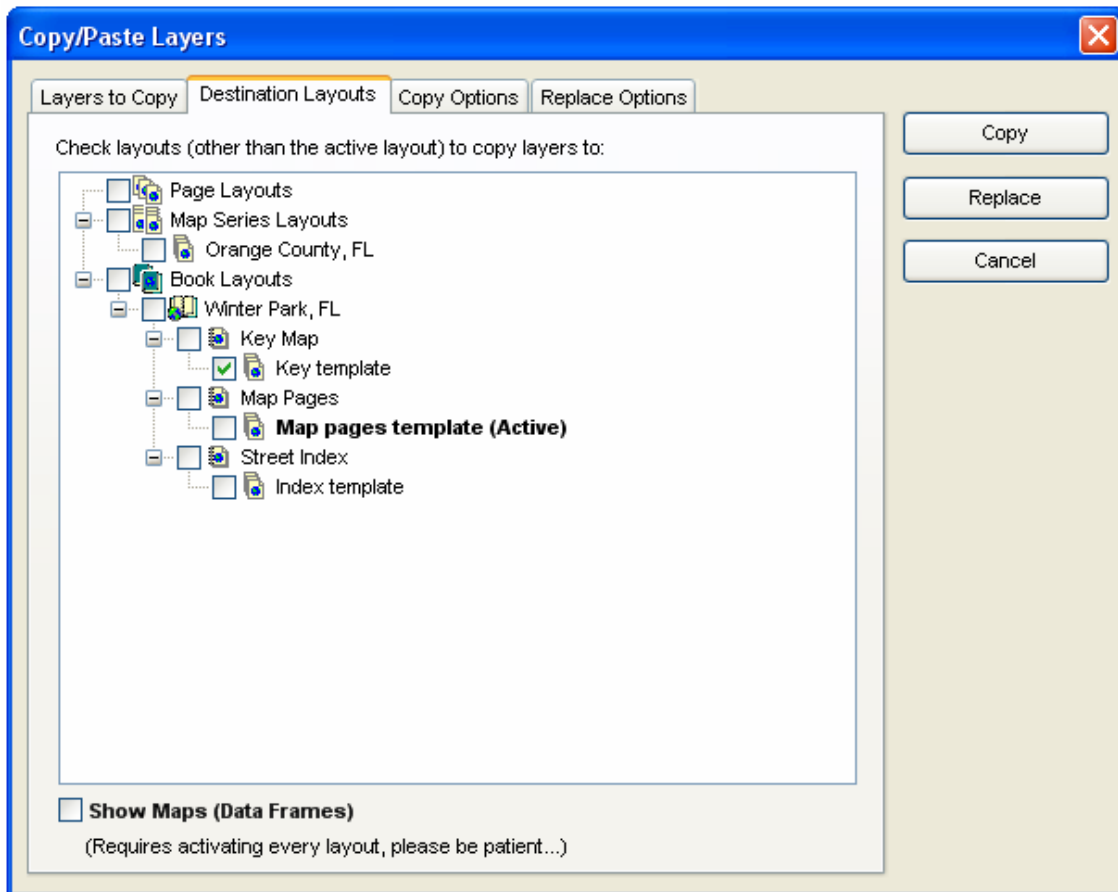 Copy/Paste Layers
Layers to Copy Destination Layouts Copy Options Replace Options
Check layouts (other than the active layout) to copy layers to:
Page Layouts
Map Series Layouts
Orange County, FL
Book Layouts
Winter Park, FL
Key Map
Key template
Map Pages
Map pages template (Active)
Street Index
Index template
Show Maps (Data Frames)
(Requires activating every layout, please be patient...)
Copy
Replace
Cancel